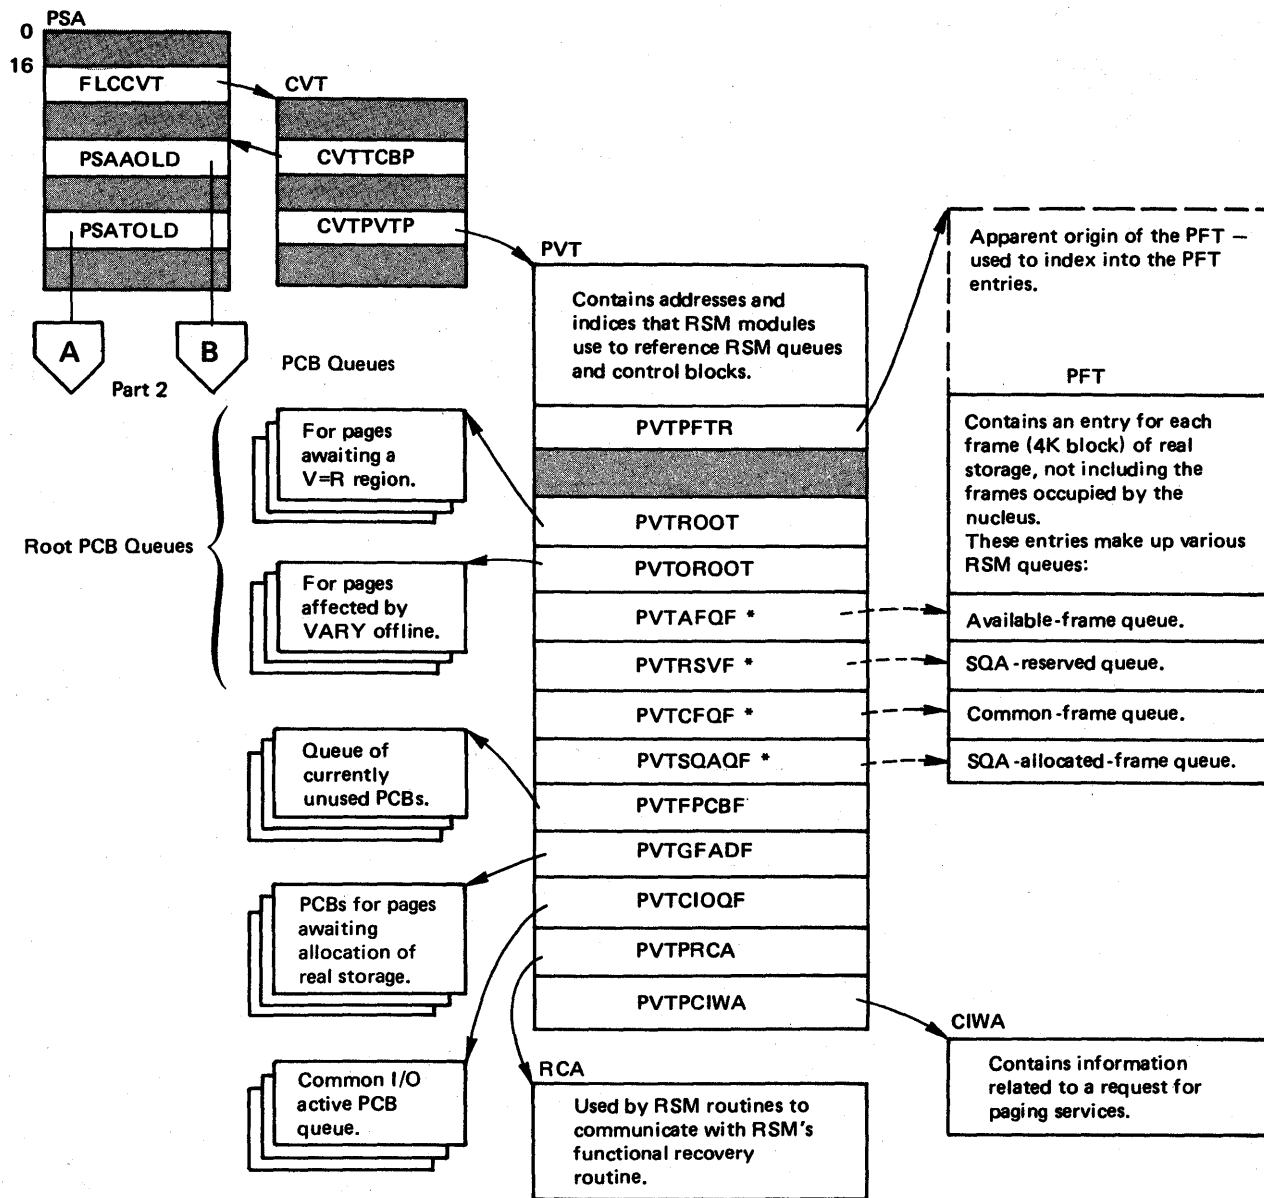 PSA
0
16
FLCCVT
PSAAOLD
PSATOLD
CVT
CVTTCBP
CVTPVTP
A
B
Part 2
PVT
Contains addresses and
indices that RSM modules
use to reference RSM queues
and control blocks.
PVTPFTR
PVTROOT
PVTOROOT
PVTAFQF *
PVTRSVF *
PVTCFQF *
PVTSQAQF *
PVTFPCBF
PVTGFADF
PVTCIOQF
PVTPRCA
PVTPCIWA
Apparent origin of the PFT —
used to index into the PFT
entries.
PFT
Contains an entry for each
frame (4K block) of real
storage, not including the
frames occupied by the
nucleus.
These entries make up various
RSM queues:
Available-frame queue.
SQA-reserved queue.
Common-frame queue.
SQA-allocated-frame queue.
PCB Queues
Root PCB Queues
For pages
awaiting a
V=R region.
For pages
affected by
VARY offline.
Queue of
currently
unused PCBs.
PCBs for pages
awaiting
allocation of
real storage.
Common I/O
active PCB
queue.
RCA
Used by RSM routines to
communicate with RSM's
functional recovery
routine.
CIWA
Contains information
related to a request for
paging services.